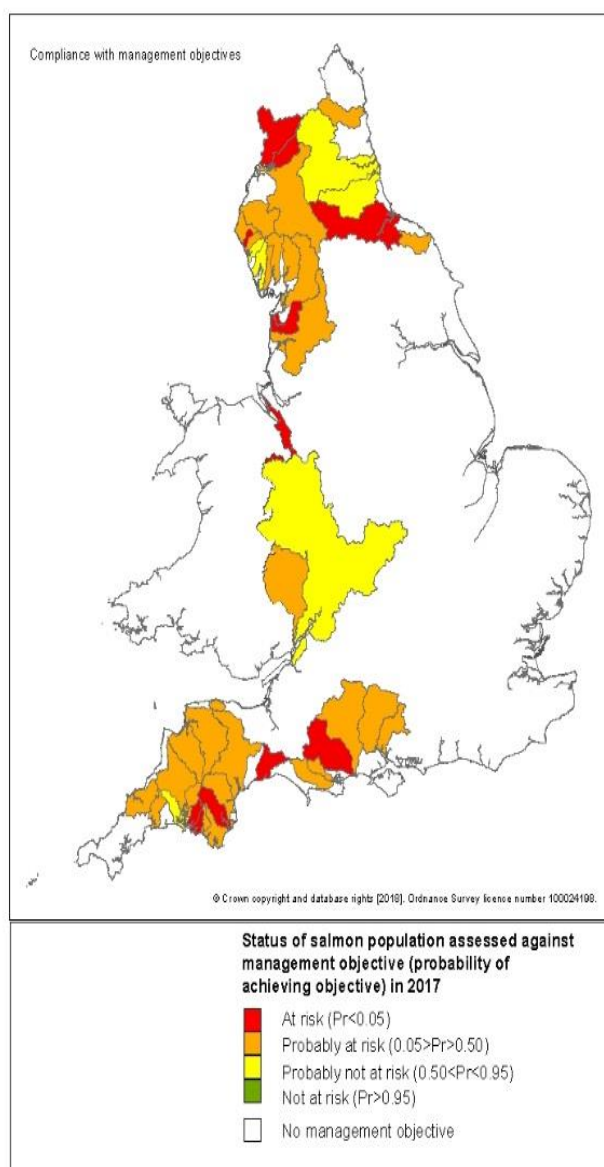 Compliance with management objectives
© Crown copyright and database rights [2018]. Ordnance Survey licence number 100024198.
Status of salmon population assessed against
management objective (probability of
achieving objective) in 2017
At risk (Pr<0.05)
Probably at risk (0.05>Pr>0.50)
Probably not at risk (0.50<Pr<0.95)
Not at risk (Pr>0.95)
No management objective